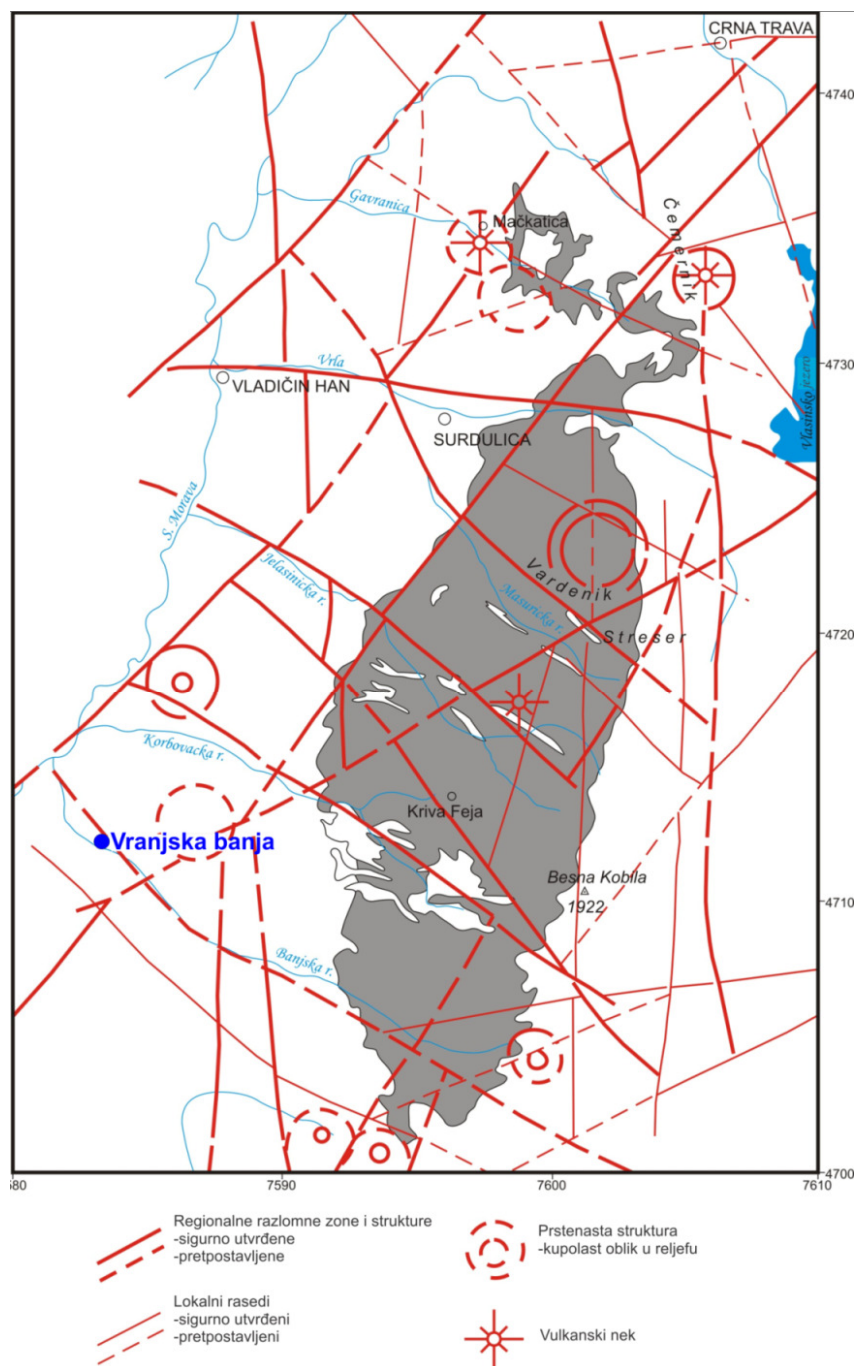 CRNA TRAVA
4740
Gavranica
Mačkatica
Čemernik
4730
Vrla
VLADIČIN HAN
SURDULICA
Vlasinsko jezero
S. Morava
Jelasinicka r.
Vardenik
Masuricka r.
Streser
4720
Korbovacka r.
Kriva Feja
Vranjska banja
Besna Kobila
1922
4710
Banjska r.
4700
580
7590
7600
7610
Regionalne razlomne zone i strukture
-sigurno utvrđene
-pretpostavljene
Prstenasta struktura
-kupolast oblik u reljefu
Lokalni rasedi
-sigurno utvrđeni
-pretpostavljeni
Vulkanski nek